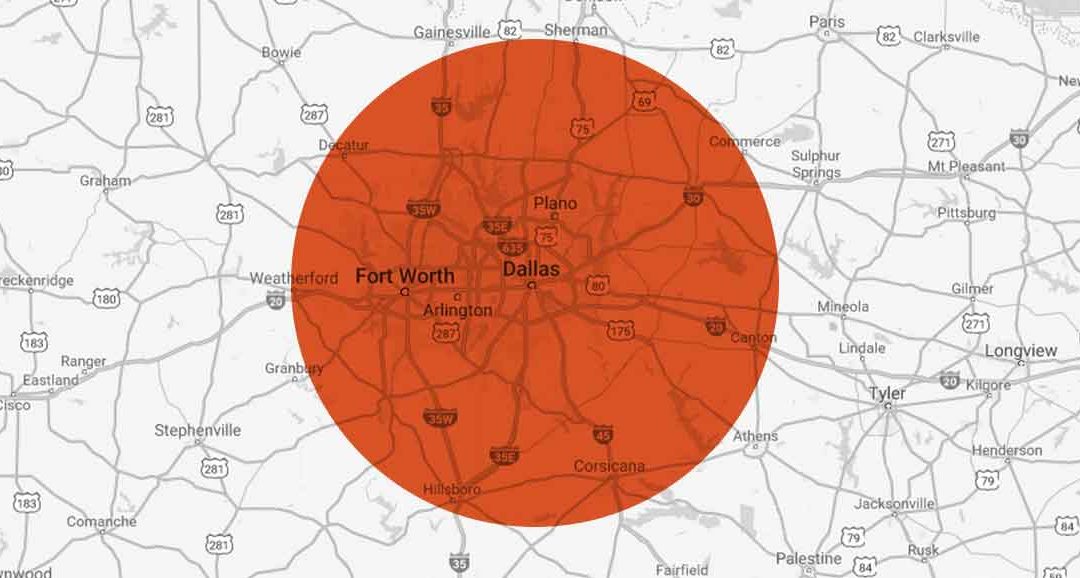 82
Gainesville
Sherman
Paris
82
82
Clarksville
Bowie
35
69
281
287
75
271
30
Decatur
Commerce
Sulphur
Springs
Mt Pleasant
Graham
30
35W
Plano
281
35E
75
Pittsburg
635
Weatherford
Fort Worth
Dallas
reckenridge
180
20
80
Gilmer
Arlington
Mineola
287
175
20
271
183
Canton
Lindale
Longview
Ranger
Granbury
Eastland
20
Kilgore
Cisco
Tyler
35W
Stephenville
45
Athens
35E
Henderson
281
Corsicana
79
Hillsboro
183
Jacksonville
Comanche
84
281
79
Rusk
35
Palestine
84
Fairfield